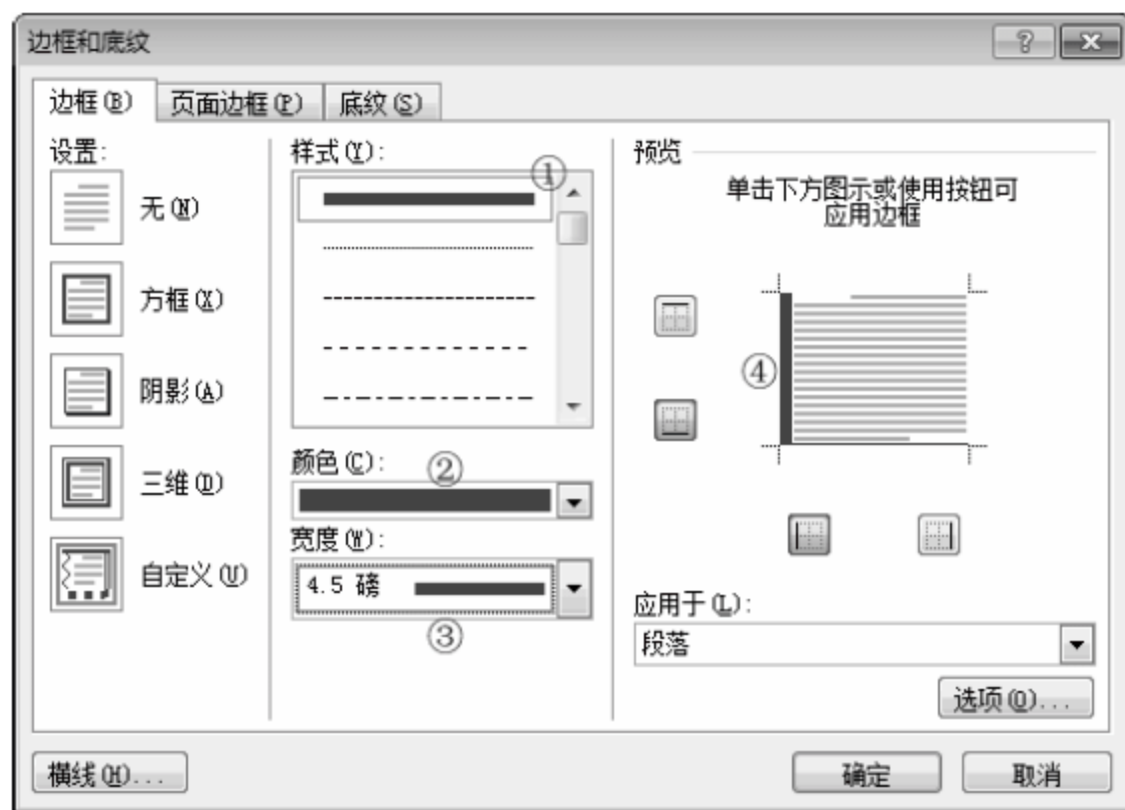 边框和底纹
边框(B) 页面边框(P) 底纹(S)
设置:
无(N)
方框(X)
阴影(A)
三维(D)
自定义(U)
样式(Y):
①
颜色(C):
②
宽度(W):
4.5 磅
③
预览
单击下方图示或使用按钮可
应用边框
④
应用于(L):
段落
选项(O)...
横线(H)...
确定
取消